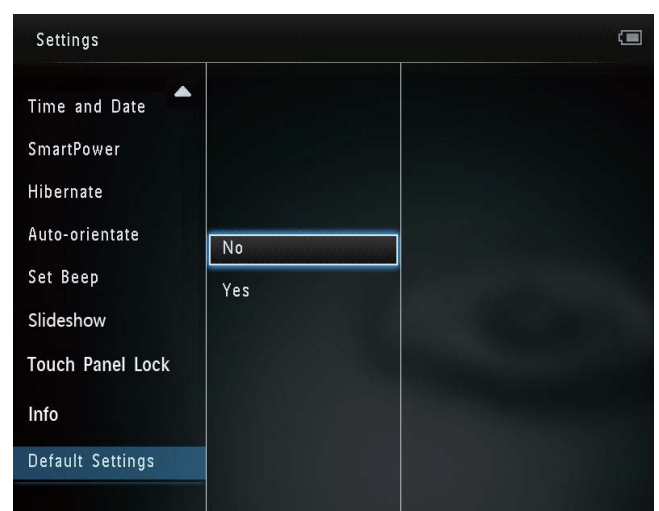 Settings
Time and Date
SmartPower
Hibernate
Auto-orientate
Set Beep
Slideshow
Touch Panel Lock
Info
Default Settings
No
Yes